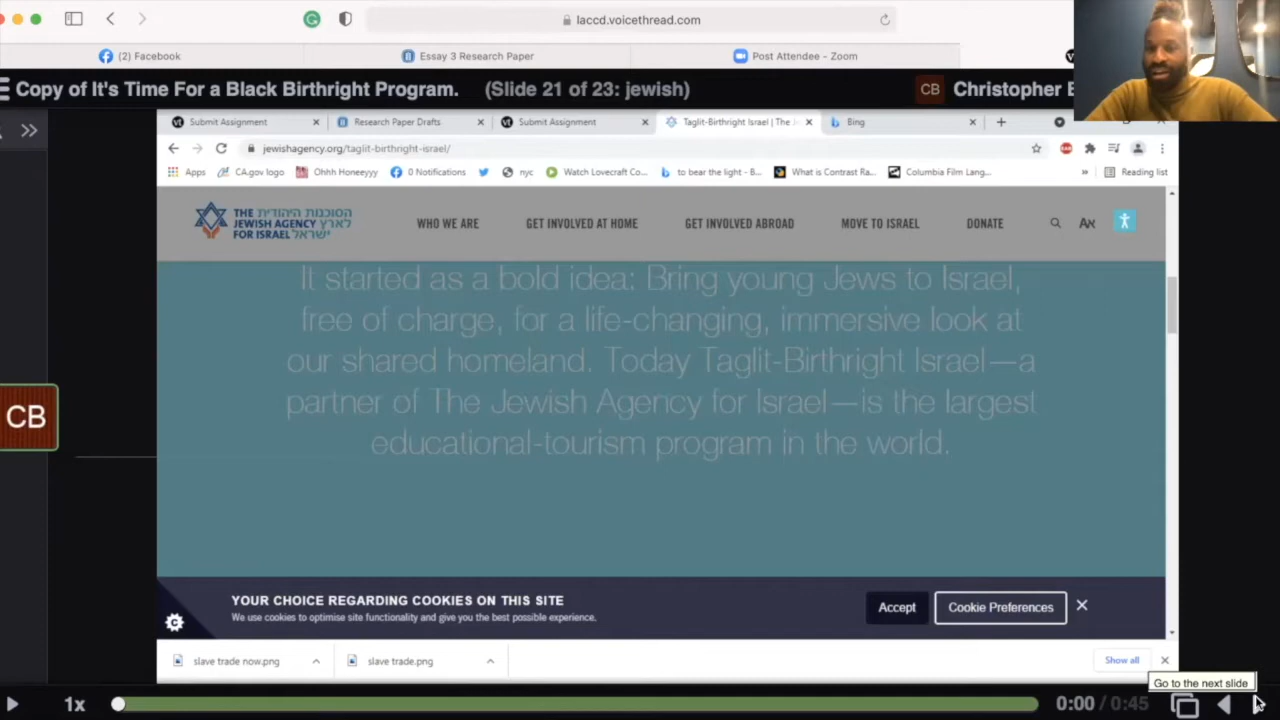 laccd.voicethread.com
(2) Facebook
Essay 3 Research Paper
Post Attendee - Zoom
Copy of It's Time For a Black Birthright Program. (Slide 21 of 23: jewish)
CB Christopher
Submit Assignment
Research Paper Drafts
Submit Assignment
Taglit-Birthright Israel | The
Bing
jewishagency.org/taglit-birthright-israel/
Apps
CA.gov logo
Ohhh Honeeyyy
0 Notifications
nyc
Watch Lovecraft Co...
to bear the light - B...
What is Contrast Ra...
Columbia Film Lang...
Reading list
THE הסוכנות היהודית
JEWISH AGENCY לארץ
FOR ISRAEL ישראל
WHO WE ARE
GET INVOLVED AT HOME
GET INVOLVED ABROAD
MOVE TO ISRAEL
DONATE
It started as a bold idea: Bring young Jews to Israel,
free of charge, for a life-changing, immersive look at
our shared homeland. Today Taglit-Birthright Israel—a
partner of The Jewish Agency for Israel—is the largest
educational-tourism program in the world.
CB
YOUR CHOICE REGARDING COOKIES ON THIS SITE
We use cookies to optimise site functionality and give you the best possible experience.
Accept
Cookie Preferences
slave trade now.png
slave trade.png
Show all
Go to the next slide
1x
0:00 / 0:45